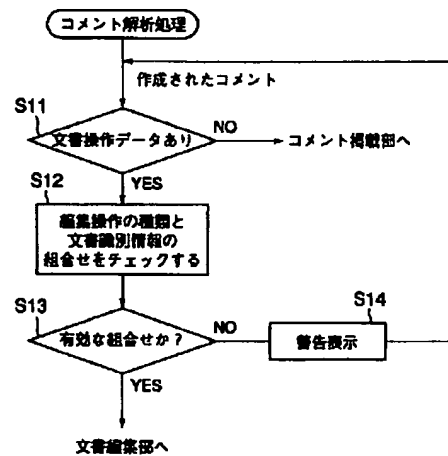 コメント解析処理
作成されたコメント
S11
文書操作データあり
NO
コメント掲載部へ
YES
S12
編集操作の種類と
文書識別情報の
組合せをチェックする
S13
有効な組合せか?
NO
S14
警告表示
YES
文書編集部へ